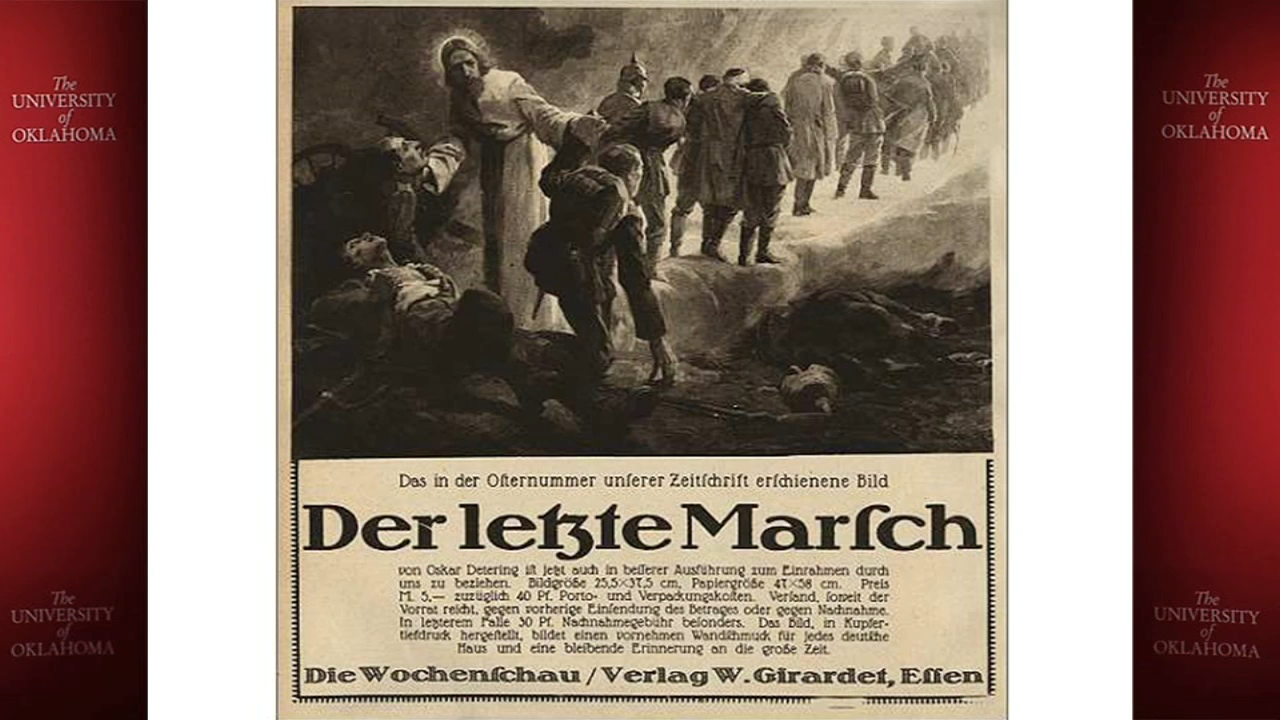 The
UNIVERSITY
of
OKLAHOMA
The
UNIVERSITY
of
OKLAHOMA
Das in der Oſternummer unſerer Zeitſchrift erſchienene Bild
Der letzte Marſch
von Oskar Detering iſt jetzt auch in beſſerer Ausführung zum Einrahmen durch
uns zu beziehen. Bildgröße 25,5×37,5 cm, Papiergröße 47×58 cm. Preis
M. 5.— zuzüglich 40 Pf. Porto- und Verpackungskoſten. Verſand, ſoweit der
Vorrat reicht, gegen vorherige Einſendung des Betrages oder gegen Nachnahme.
In letzterem Falle 30 Pf. Nachnahmegebühr beſonders. Das Bild, in Kupfer-
tiefdruck hergeſtellt, bildet einen vornehmen Wandſchmuck für jedes deutſche
Haus und eine bleibende Erinnerung an die große Zeit.
Die Wochenſchau / Verlag W. Girardet, Eſſen
The
UNIVERSITY
of
OKLAHOMA
The
UNIVERSITY
of
OKLAHOMA